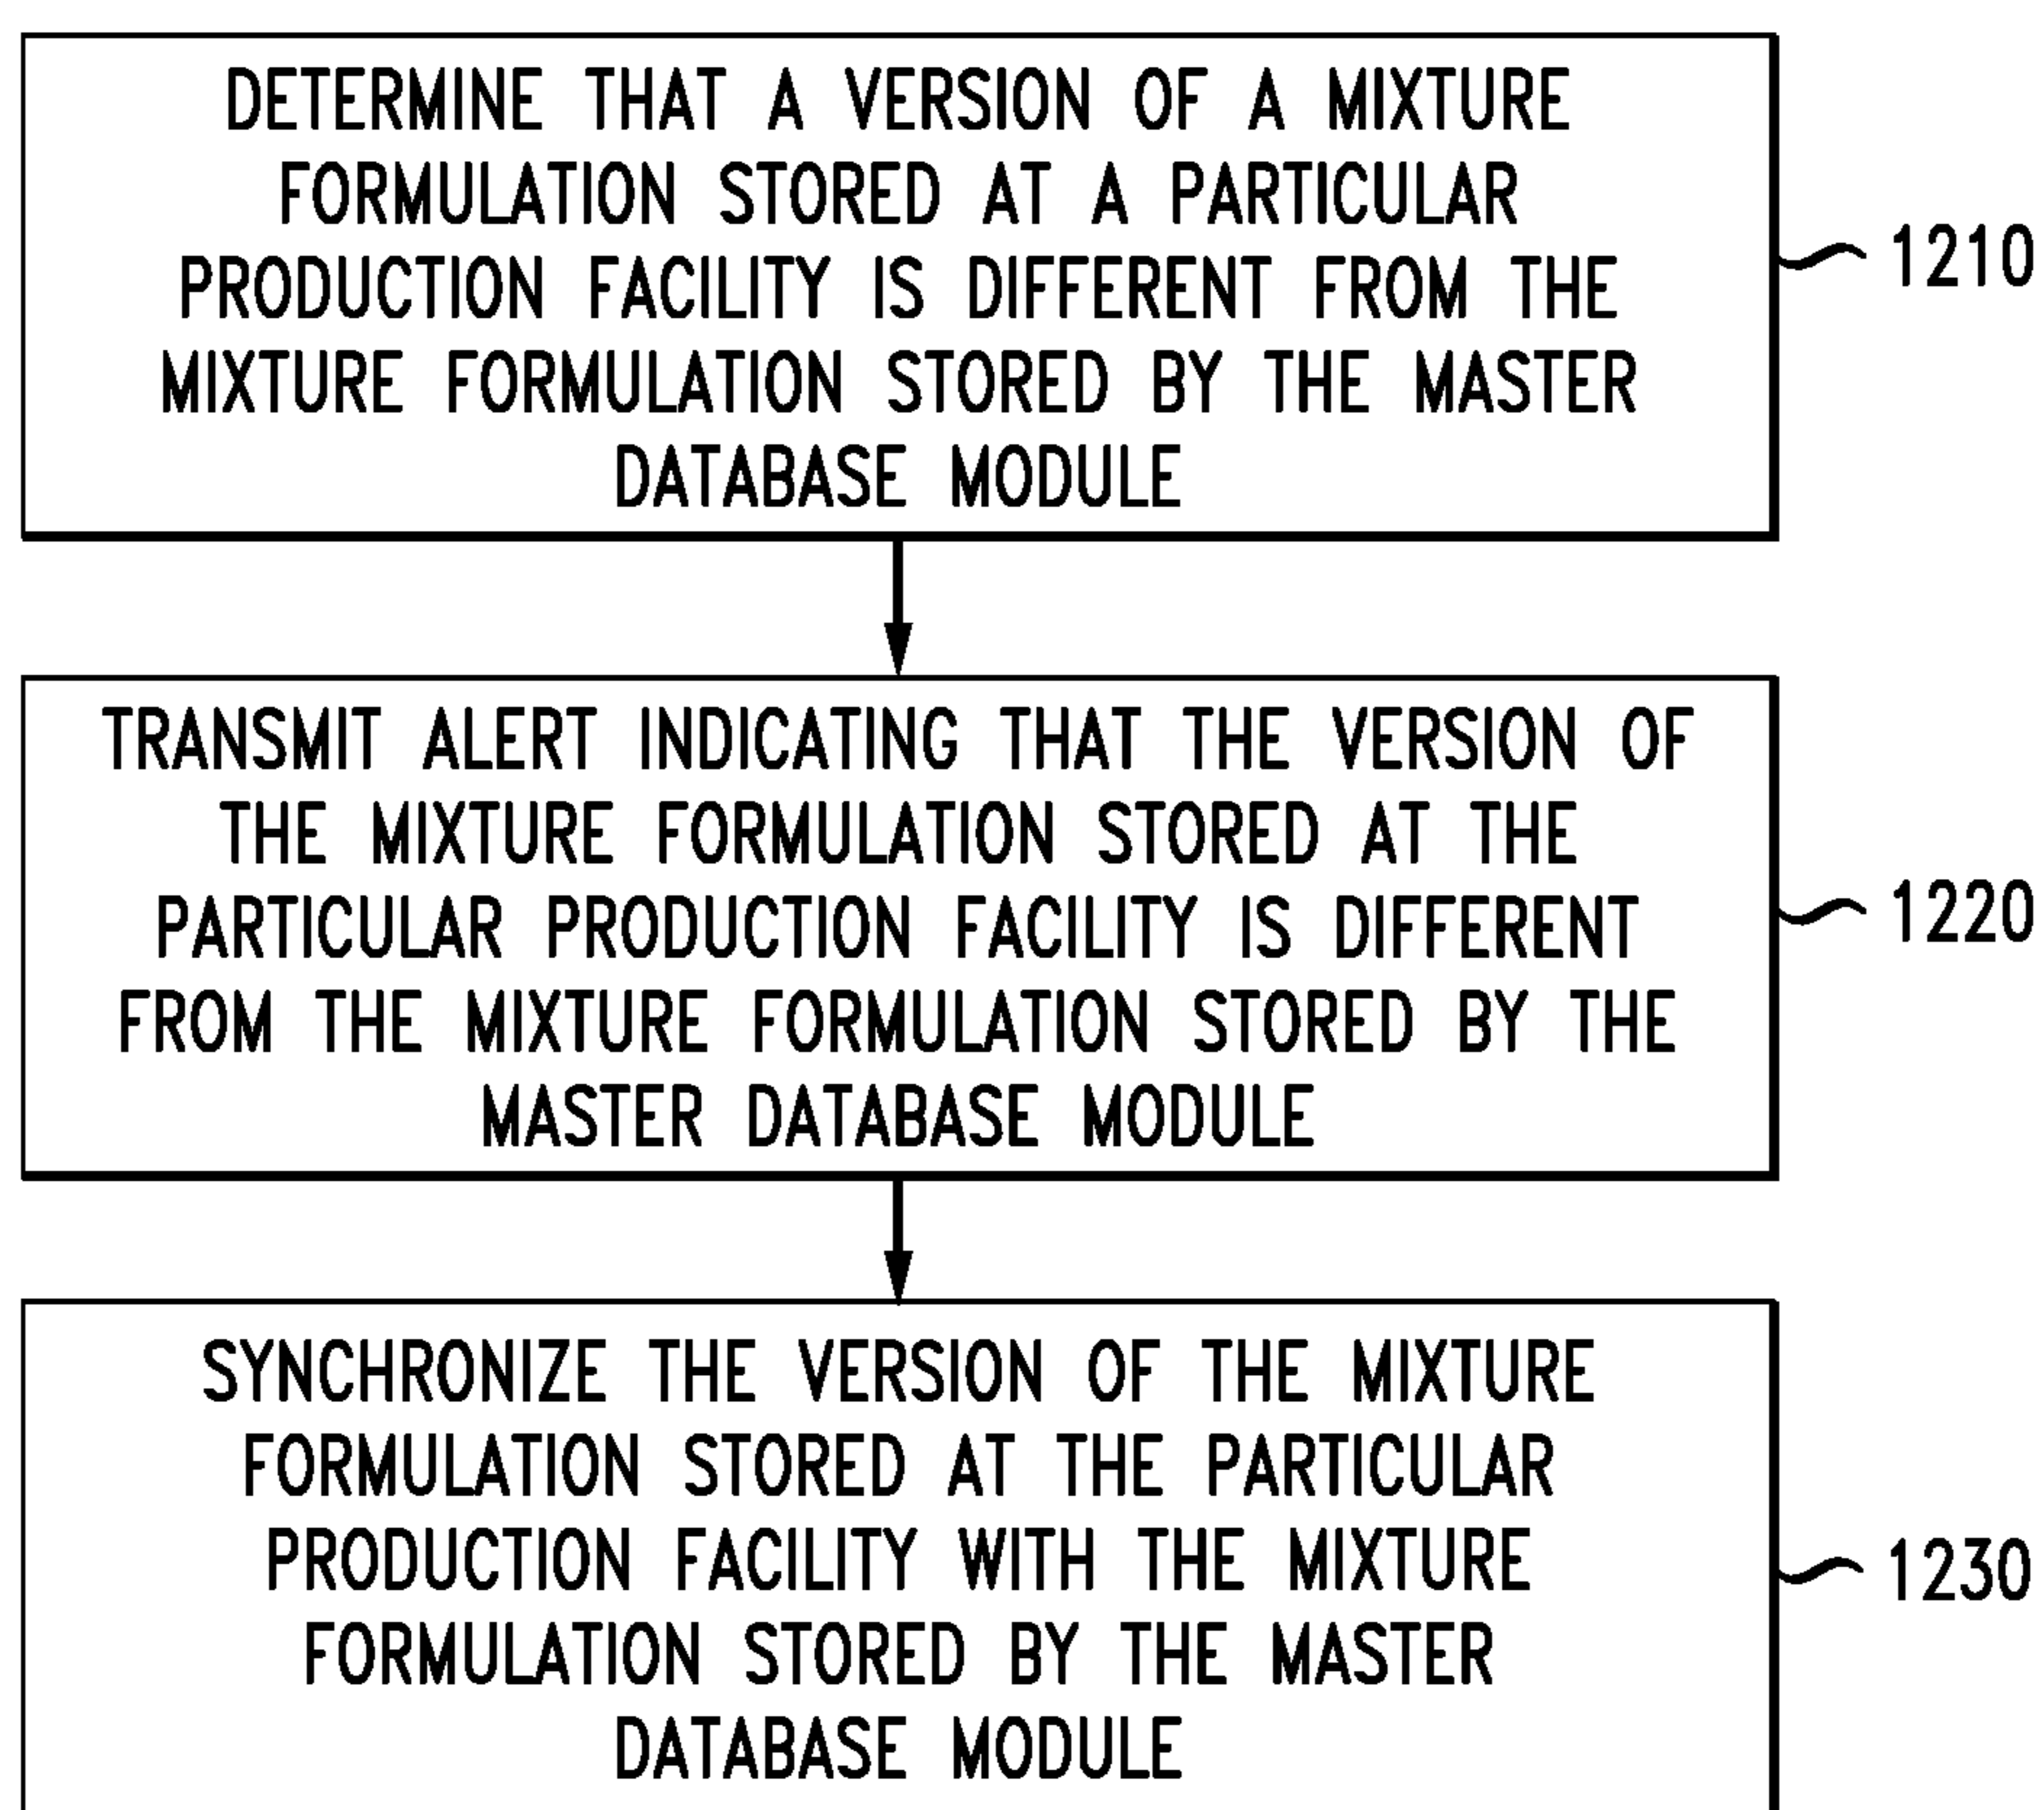 DETERMINE THAT A VERSION OF A MIXTURE
FORMULATION STORED AT A PARTICULAR
PRODUCTION FACILITY IS DIFFERENT FROM THE
MIXTURE FORMULATION STORED BY THE MASTER
DATABASE MODULE
1210
TRANSMIT ALERT INDICATING THAT THE VERSION OF
THE MIXTURE FORMULATION STORED AT THE
PARTICULAR PRODUCTION FACILITY IS DIFFERENT
FROM THE MIXTURE FORMULATION STORED BY THE
MASTER DATABASE MODULE
1220
SYNCHRONIZE THE VERSION OF THE MIXTURE
FORMULATION STORED AT THE PARTICULAR
PRODUCTION FACILITY WITH THE MIXTURE
FORMULATION STORED BY THE MASTER
DATABASE MODULE
1230